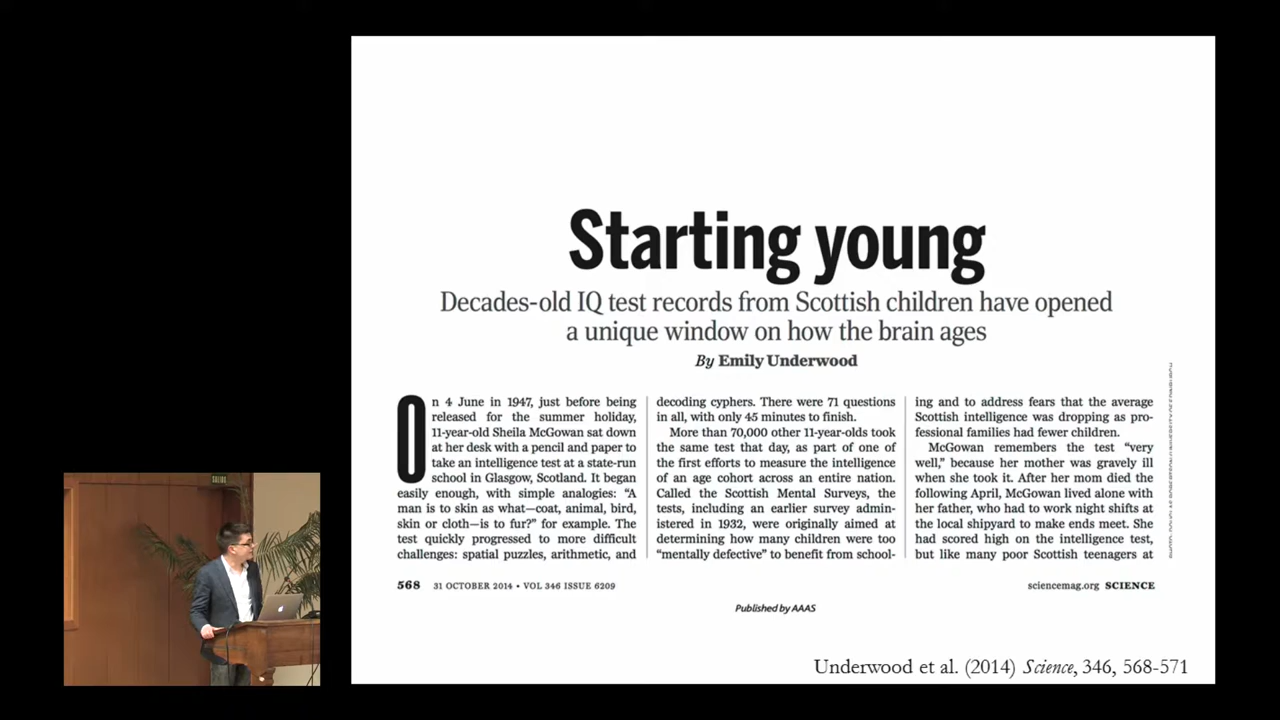 Starting young
Decades-old IQ test records from Scottish children have opened
a unique window on how the brain ages
By Emily Underwood
On 4 June in 1947, just before being
released for the summer holiday,
11-year-old Sheila McGowan sat down
at her desk with a pencil and paper to
take an intelligence test at a state-run
school in Glasgow, Scotland. It began
easily enough, with simple analogies: “A
man is to skin as what—coat, animal, bird,
skin or cloth—is to fur?” for example. The
test quickly progressed to more difficult
challenges: spatial puzzles, arithmetic, and
decoding cyphers. There were 71 questions
in all, with only 45 minutes to finish.
More than 70,000 other 11-year-olds took
the same test that day, as part of one of
the first efforts to measure the intelligence
of an age cohort across an entire nation.
Called the Scottish Mental Surveys, the
tests, including an earlier survey admin-
istered in 1932, were originally aimed at
determining how many children were too
“mentally defective” to benefit from school-
ing and to address fears that the average
Scottish intelligence was dropping as pro-
fessional families had fewer children.
McGowan remembers the test “very
well,” because her mother was gravely ill
when she took it. After her mom died the
following April, McGowan lived alone with
her father, who had to work night shifts at
the local shipyard to make ends meet. She
had scored high on the intelligence test,
but like many poor Scottish teenagers at
568 31 OCTOBER 2014 • VOL 346 ISSUE 6209
sciencemag.org SCIENCE
Published by AAAS
Underwood et al. (2014) Science, 346, 568-571
SALIDA